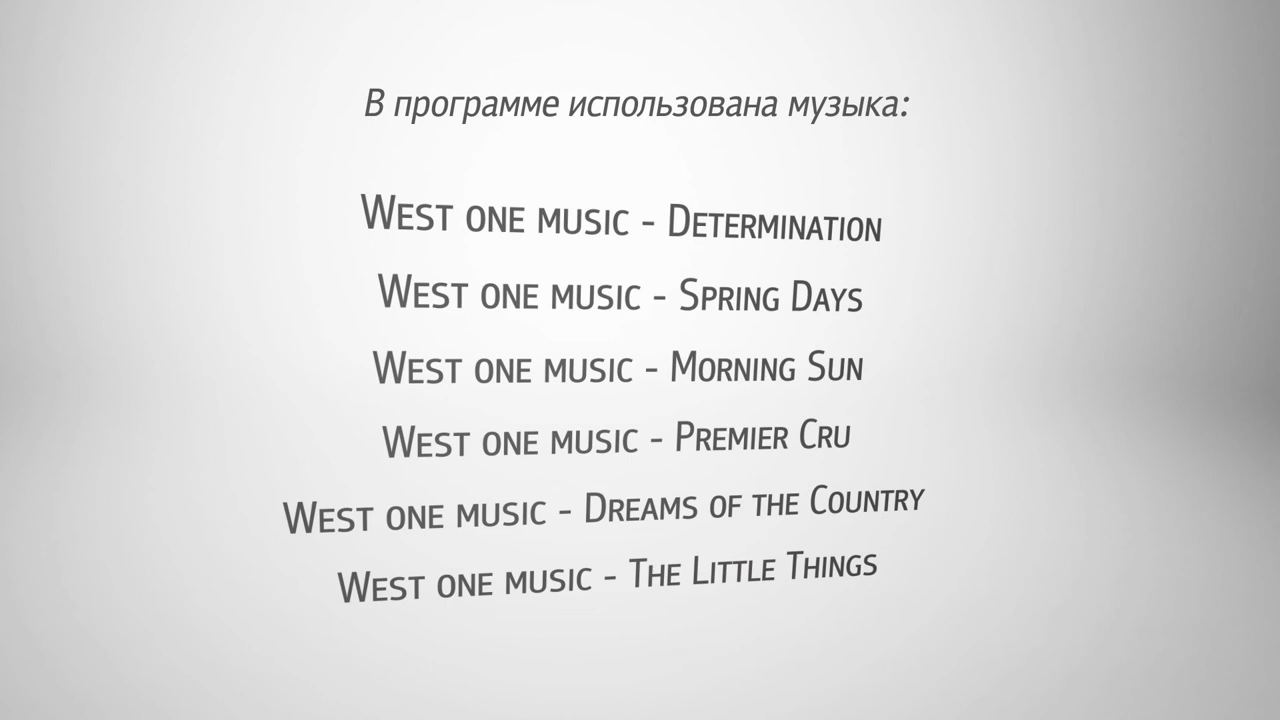 В программе использована музыка:
West one music - Determination
West one music - Spring Days
West one music - Morning Sun
West one music - Premier Cru
West one music - Dreams of the Country
West one music - The Little Things